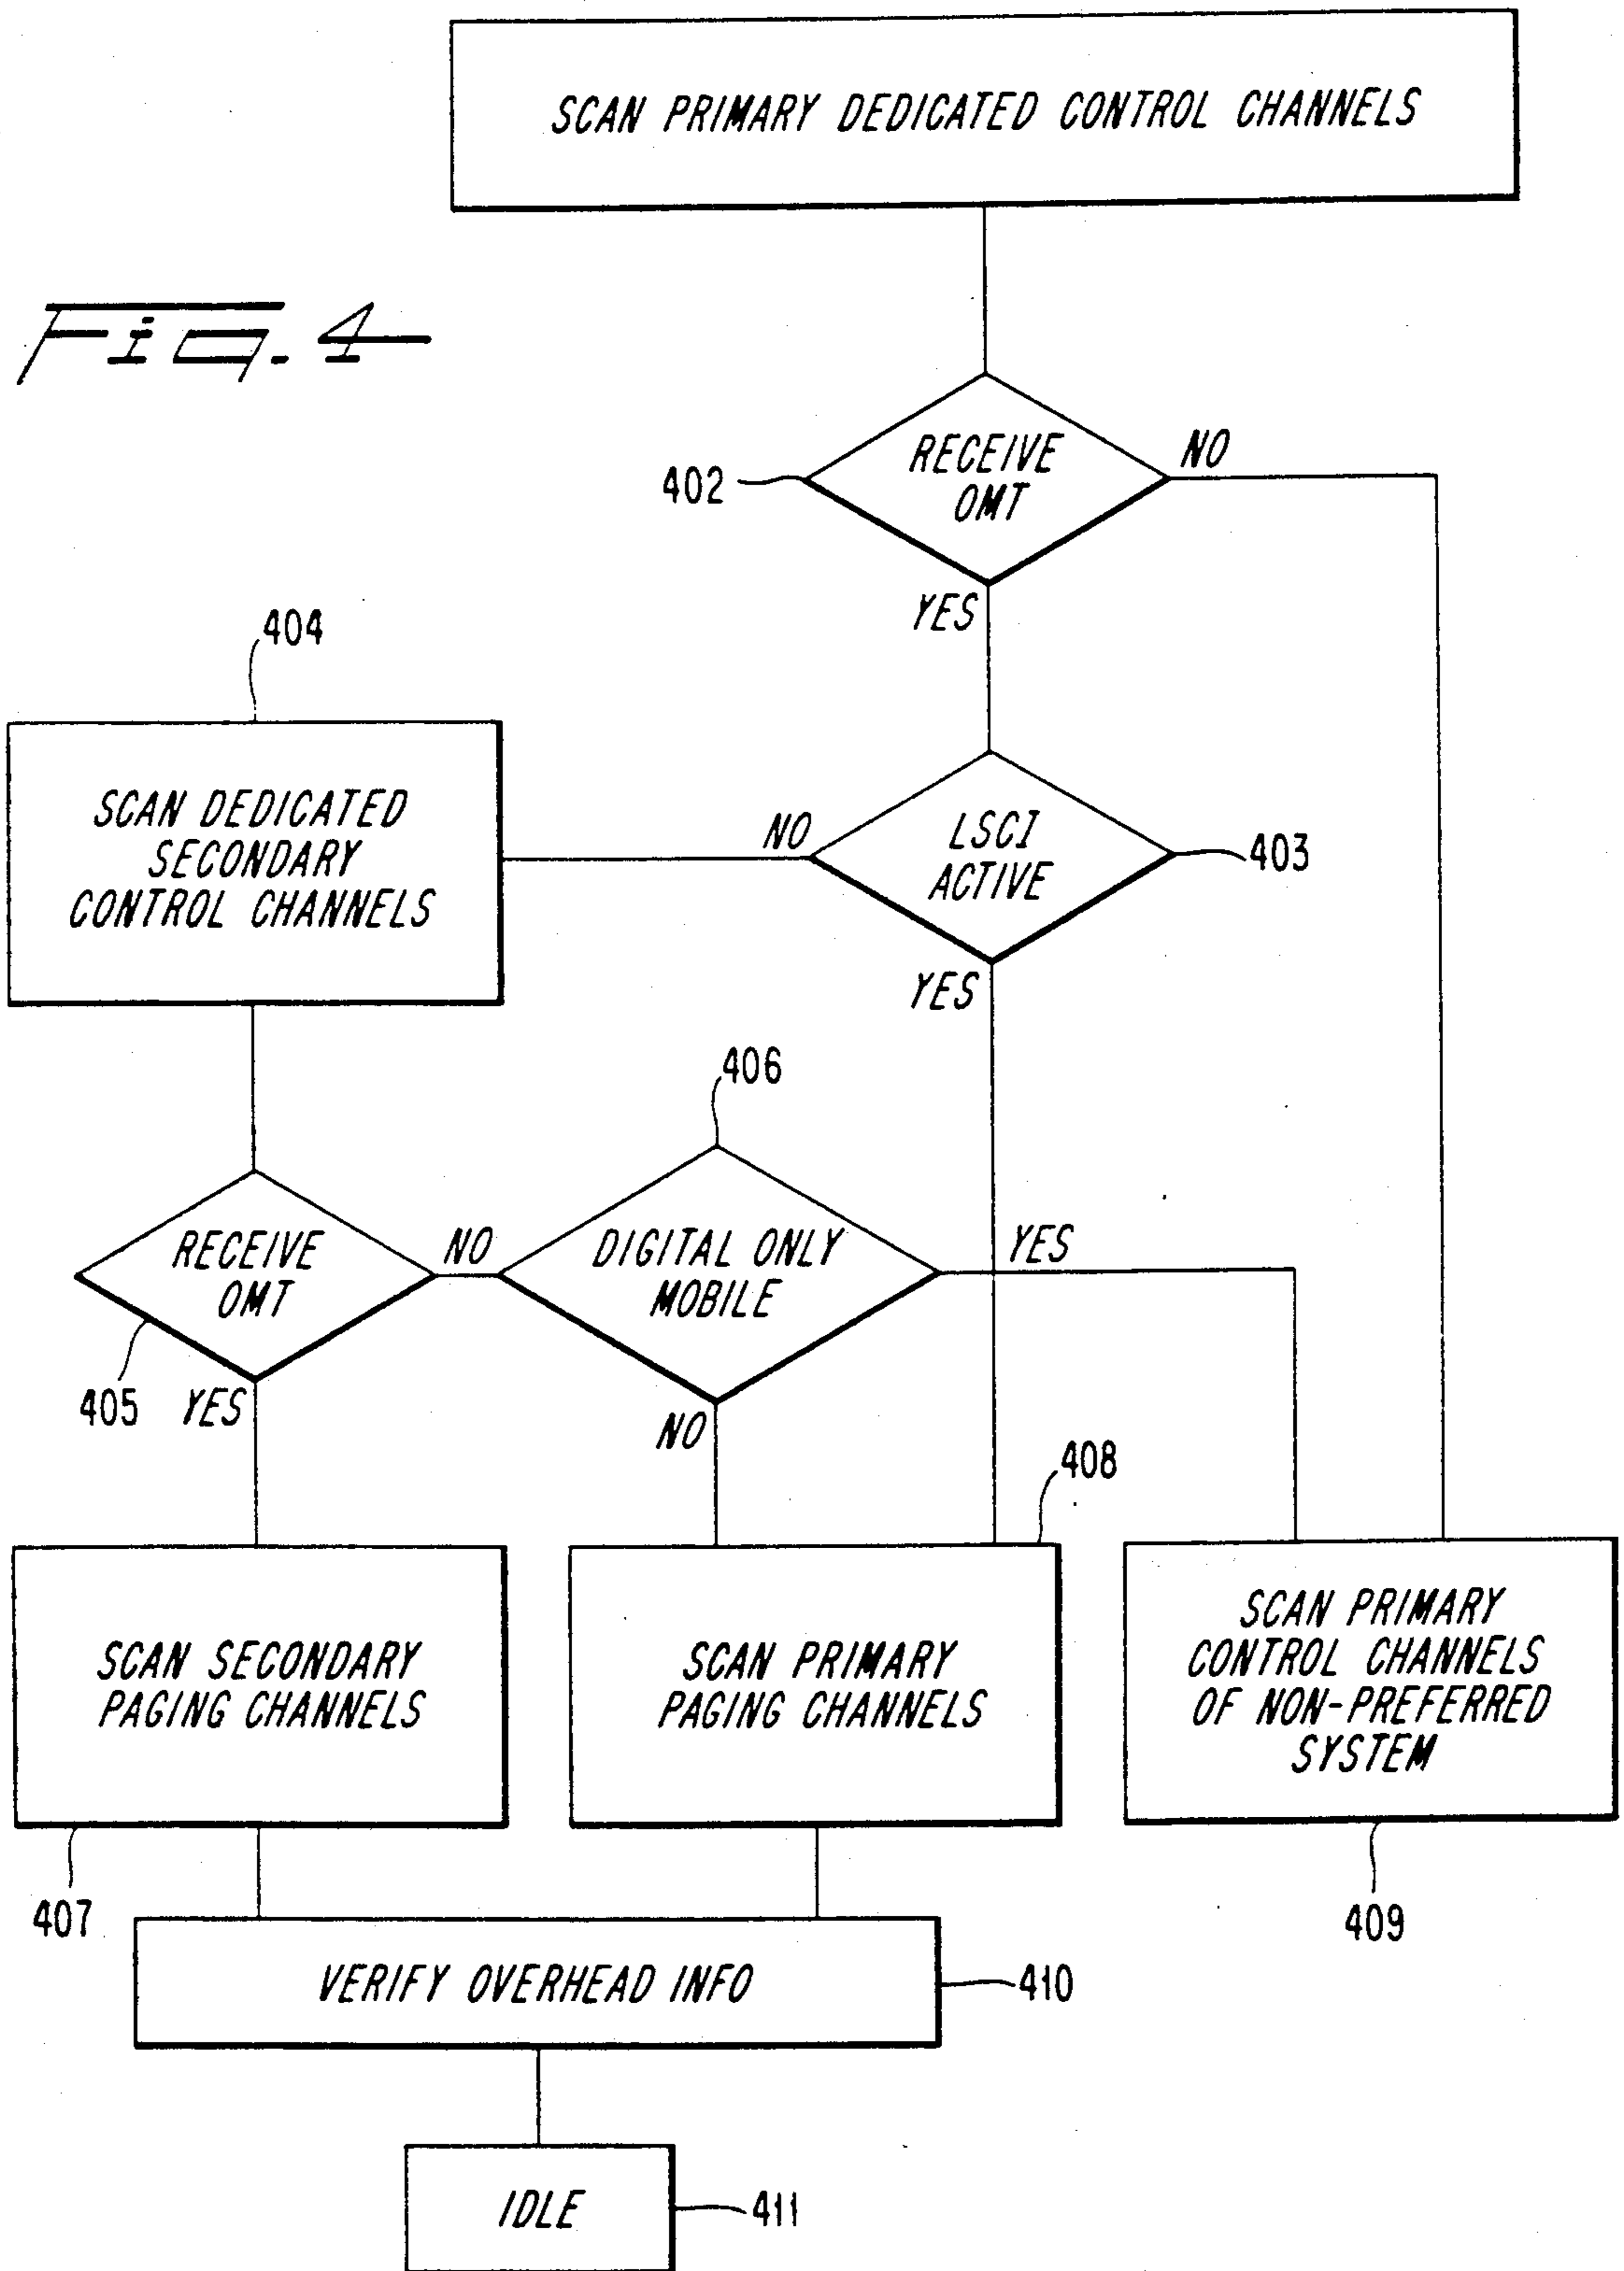 SCAN PRIMARY DEDICATED CONTROL CHANNELS
Fig. 4
RECEIVE
OMT
NO
402
YES
404
SCAN DEDICATED
SECONDARY
CONTROL CHANNELS
NO
LSCI
ACTIVE
403
YES
406
RECEIVE
OMT
NO
DIGITAL ONLY
MOBILE
YES
405
YES
NO
408
SCAN SECONDARY
PAGING CHANNELS
SCAN PRIMARY
PAGING CHANNELS
SCAN PRIMARY
CONTROL CHANNELS
OF NON-PREFERRED
SYSTEM
407
409
VERIFY OVERHEAD INFO
410
IDLE
411